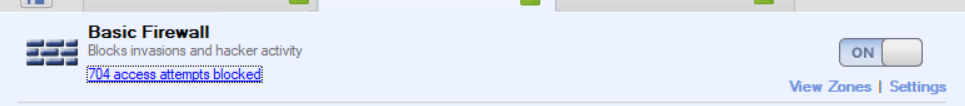 Basic Firewall
Blocks invasions and hacker activity
ON
704 access attempts blocked
View Zones | Settings